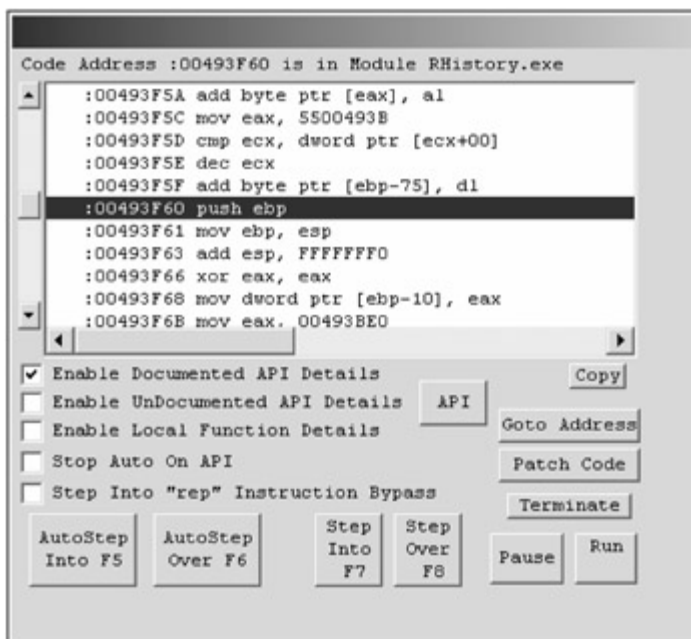 Code Address :00493F60 is in Module RHistory.exe
:00493F5A add byte ptr [eax], al
:00493F5C mov eax, 5500493B
:00493F5D cmp ecx, dword ptr [ecx+00]
:00493F5E dec ecx
:00493F5F add byte ptr [ebp-75], dl
:00493F60 push ebp
:00493F61 mov ebp, esp
:00493F63 add esp, FFFFFFF0
:00493F66 xor eax, eax
:00493F68 mov dword ptr [ebp-10], eax
:00493F6B mov eax, 00493BE0
Enable Documented API Details
Copy
Enable UnDocumented API Details
API
Enable Local Function Details
Goto Address
Stop Auto On API
Patch Code
Step Into "rep" Instruction Bypass
Terminate
AutoStep
Into F5
AutoStep
Over F6
Step
Into
F7
Step
Over
F8
Pause
Run